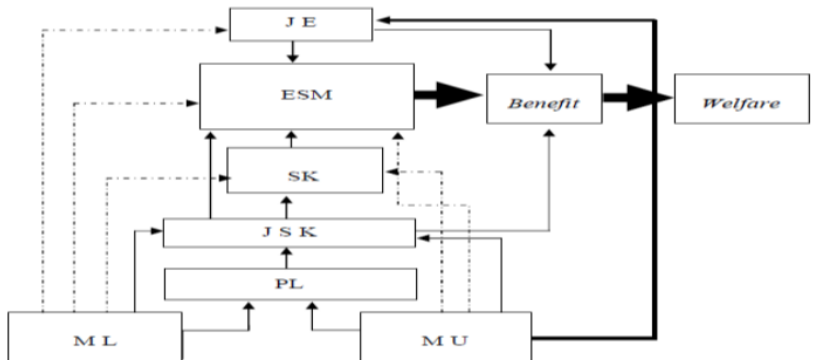 J E
ESM
Benefit
Welfare
SK
J S K
PL
M L
M U